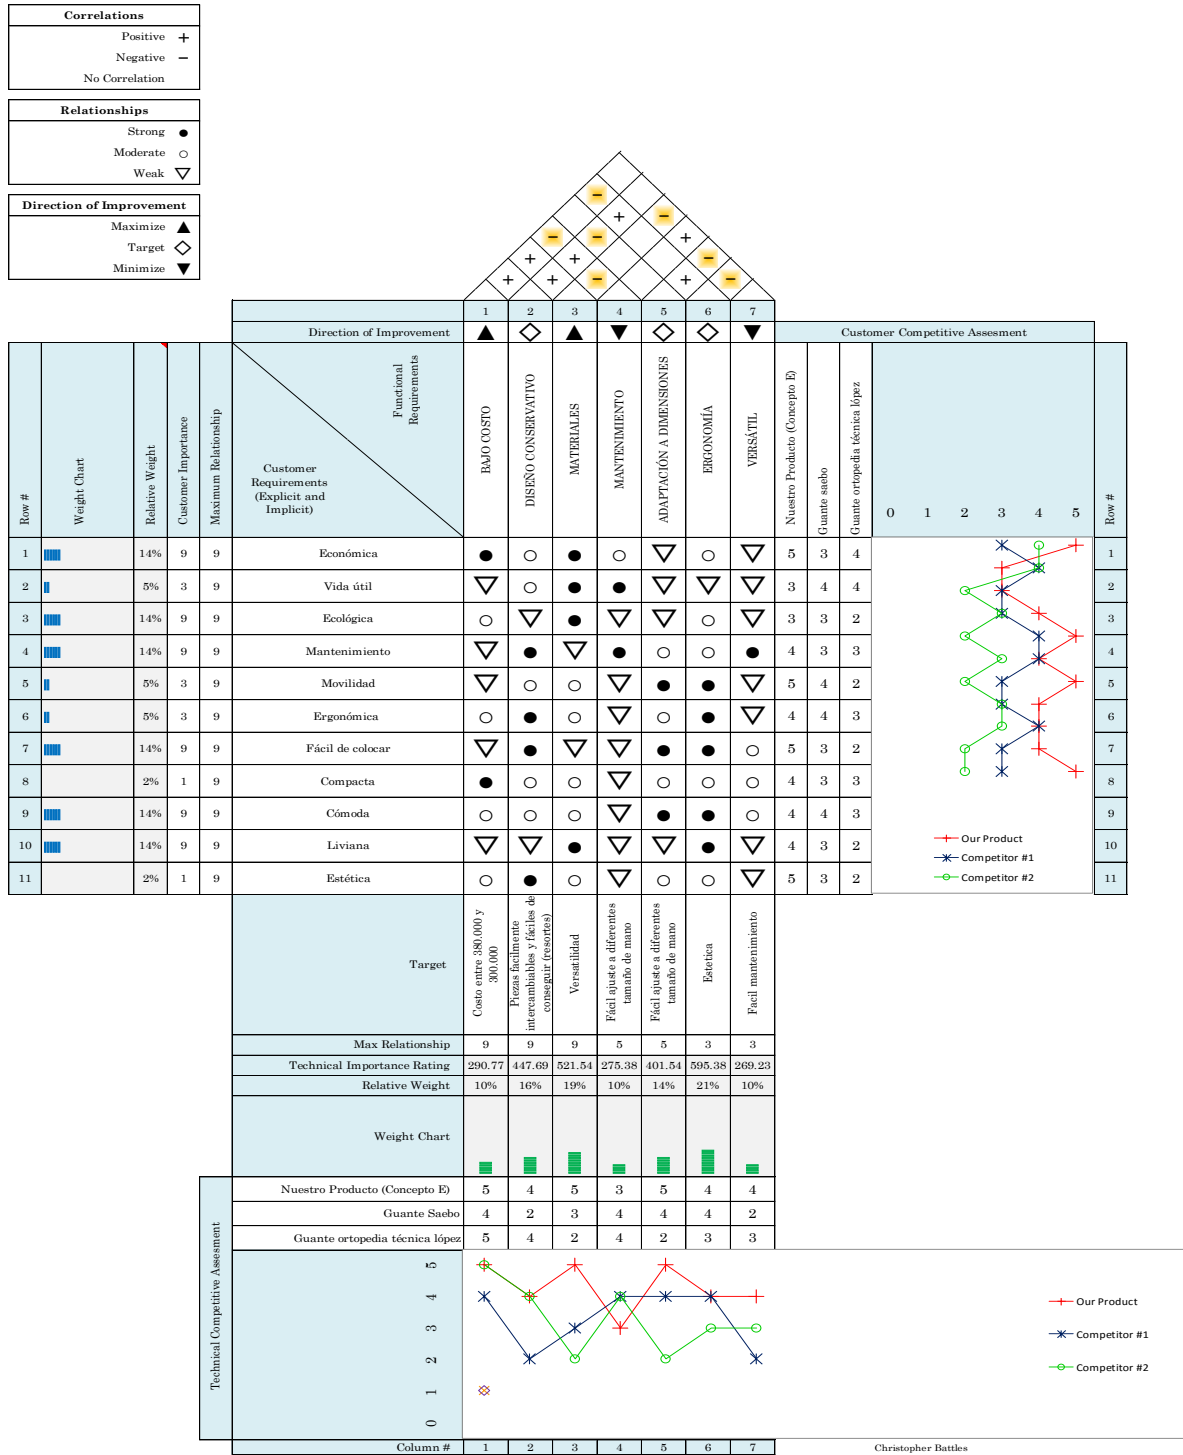 Correlations
Positive +
Negative −
No Correlation
Relationships
Strong ●
Moderate ○
Weak ▽
Direction of Improvement
Maximize ▲
Target ◇
Minimize ▼
1 2 3 4 5 6 7
Direction of Improvement ▲ ◇ ▲ ▼ ◇ ◇ ▼
Customer Competitive Assesment
Row #
Weight Chart
Relative Weight
Customer Importance
Maximum Relationship
Customer
Requirements
(Explicit and
Implicit)
Functional
Requirements
BAJO COSTO
DISEÑO CONSERVATIVO
MATERIALES
MANTENIMIENTO
ADAPTACIÓN A DIMENSIONES
ERGONOMÍA
VERSÁTIL
Nuestro Producto (Concepto E)
Guante saebo
Guante ortopedia técnica lópez
0 1 2 3 4 5
Row #
1 14% 9 9 Económica ● ○ ● ○ ▽ ○ ▽ 5 3 4 1
2 5% 3 9 Vida útil ▽ ○ ● ● ▽ ▽ ▽ 3 4 4 2
3 14% 9 9 Ecológica ○ ▽ ● ▽ ▽ ○ ▽ 3 3 2 3
4 14% 9 9 Mantenimiento ▽ ● ▽ ● ○ ○ ● 4 3 3 4
5 5% 3 9 Movilidad ▽ ○ ○ ▽ ● ● ▽ 5 4 2 5
6 5% 3 9 Ergonómica ○ ● ○ ▽ ○ ● ▽ 4 4 3 6
7 14% 9 9 Fácil de colocar ▽ ● ▽ ▽ ● ● ○ 5 3 2 7
8 2% 1 9 Compacta ● ○ ○ ▽ ○ ○ ○ 4 3 3 8
9 14% 9 9 Cómoda ○ ○ ○ ▽ ● ● ○ 4 4 3 9
10 14% 9 9 Liviana ▽ ▽ ● ▽ ▽ ● ▽ 4 3 2 10
11 2% 1 9 Estética ○ ● ○ ▽ ○ ○ ▽ 5 3 2 11
Our Product
Competitor #1
Competitor #2
Target
Costo entre 380.000 y
300.000
Piezas facilmente
intercambiables y fáciles de
conseguir (resortes)
Versatilidad
Fácil ajuste a diferentes
tamaño de mano
Fácil ajuste a diferentes
tamaño de mano
Estetica
Facil mantenimiento
Max Relationship 9 9 9 5 5 3 3
Technical Importance Rating 290.77 447.69 521.54 275.38 401.54 595.38 269.23
Relative Weight 10% 16% 19% 10% 14% 21% 10%
Weight Chart
Technical Competitive Assesment
Nuestro Producto (Concepto E) 5 4 5 3 5 4 4
Guante Saebo 4 2 3 4 4 4 2
Guante ortopedia técnica lópez 5 4 2 4 2 3 3
5
4
3
2
1
0
Our Product
Competitor #1
Competitor #2
Column # 1 2 3 4 5 6 7
Christopher Battles